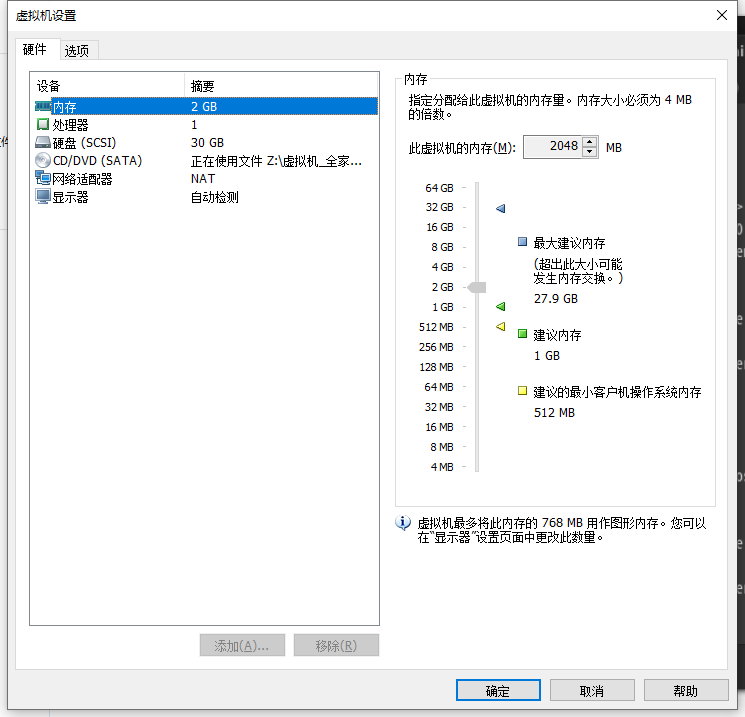 虚拟机设置
硬件 选项
设备 摘要
内存 2 GB
处理器 1
硬盘 (SCSI) 30 GB
CD/DVD (SATA) 正在使用文件 Z:\虚拟机_全家...
网络适配器 NAT
显示器 自动检测
添加(A)... 移除(R)
内存
指定分配给此虚拟机的内存量。内存大小必须为 4 MB
的倍数。
此虚拟机的内存(M): 2048 MB
64 GB
32 GB
16 GB
8 GB
4 GB
2 GB
1 GB
512 MB
256 MB
128 MB
64 MB
32 MB
16 MB
8 MB
4 MB
最大建议内存
(超出此大小可能
发生内存交换。)
27.9 GB
建议内存
1 GB
建议的最小客户机操作系统内存
512 MB
虚拟机最多将此内存的 768 MB 用作图形内存。您可以
在"显示器"设置页面中更改此数量。
确定 取消 帮助